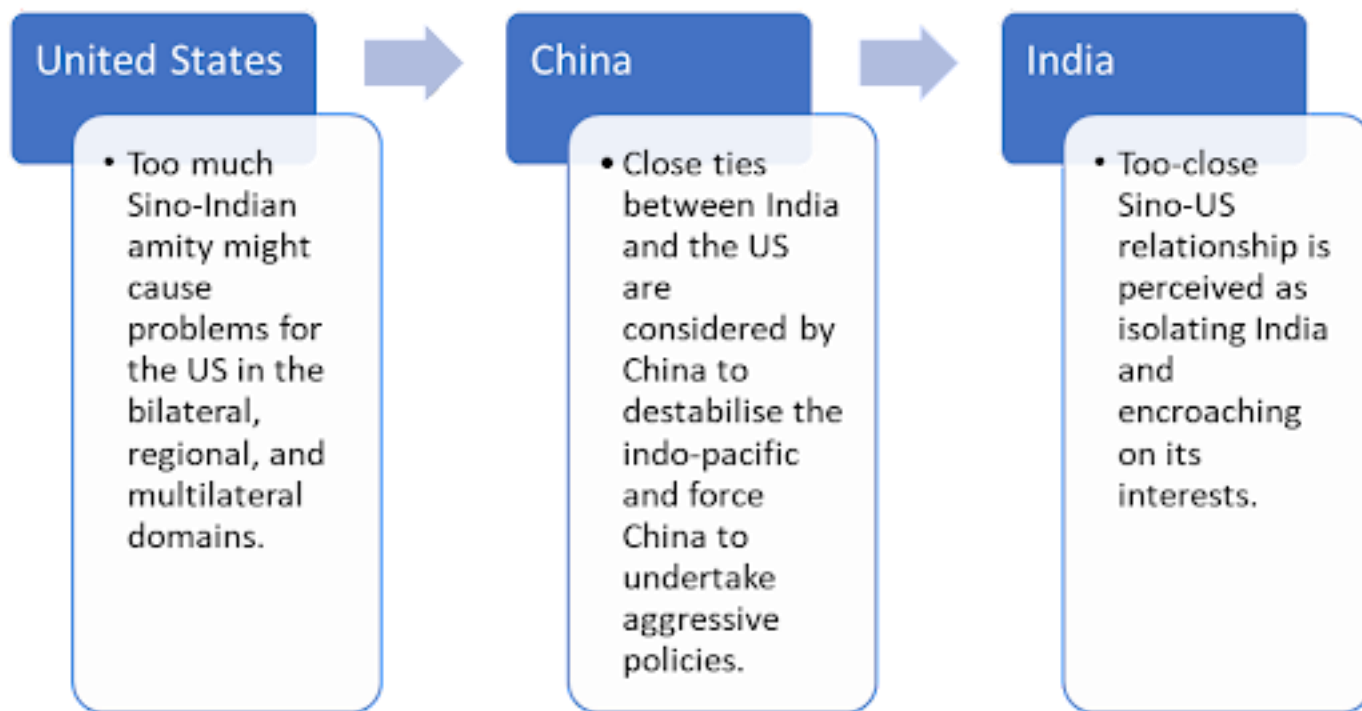 United States
• Too much
Sino-Indian
amity might
cause
problems for
the US in the
bilateral,
regional, and
multilateral
domains.
China
• Close ties
between India
and the US
are
considered by
China to
destabilise the
indo-pacific
and force
China to
undertake
aggressive
policies.
India
• Too-close
Sino-US
relationship is
perceived as
isolating India
and
encroaching
on its
interests.